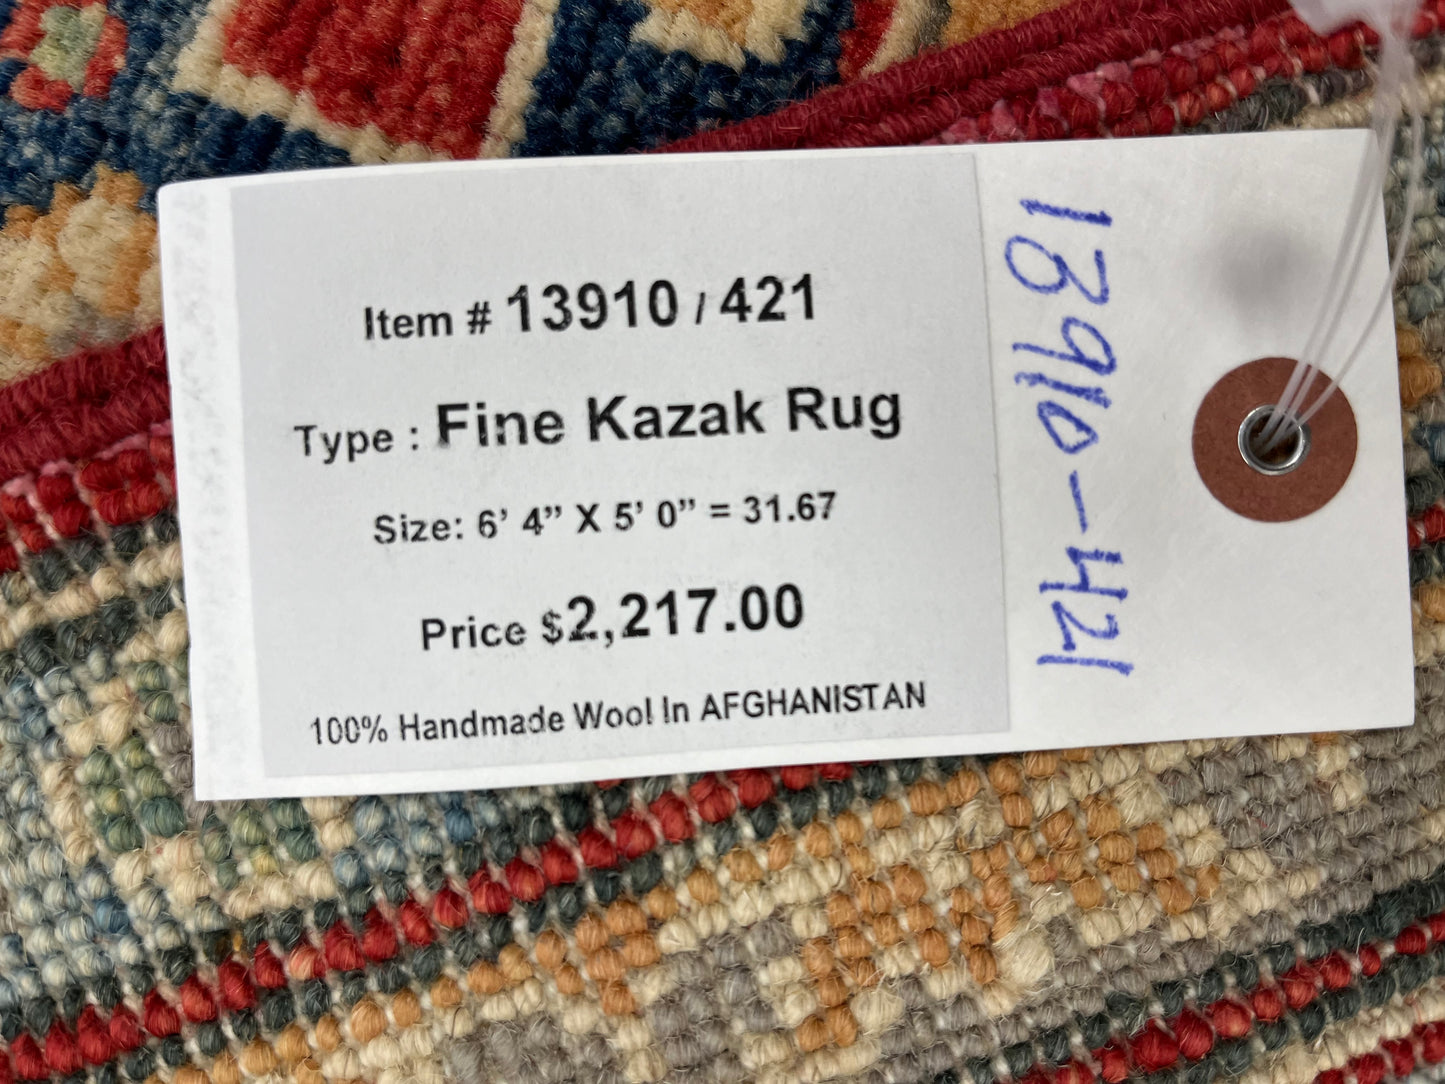 Item # 13910 / 421
Type : Fine Kazak Rug
Size: 6’ 4” X 5’ 0” = 31.67
Price $2,217.00
100% Handmade Wool In AFGHANISTAN
13910-421